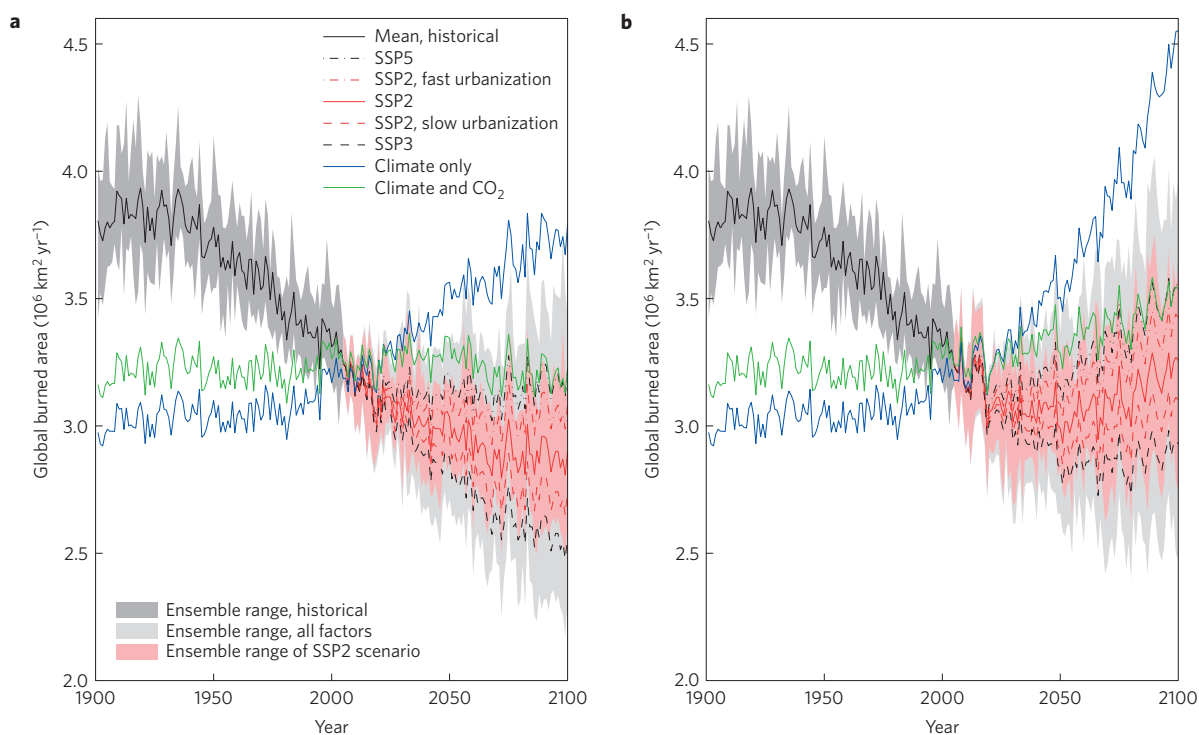 a
Global burned area (10⁶ km² yr⁻¹)
4.5
4.0
3.5
3.0
2.5
2.0
Mean, historical
SSP5
SSP2, fast urbanization
SSP2
SSP2, slow urbanization
SSP3
Climate only
Climate and CO₂
Ensemble range, historical
Ensemble range, all factors
Ensemble range of SSP2 scenario
1900 1950 2000 2050 2100
Year
b
Global burned area (10⁶ km² yr⁻¹)
4.5
4.0
3.5
3.0
2.5
2.0
1900 1950 2000 2050 2100
Year